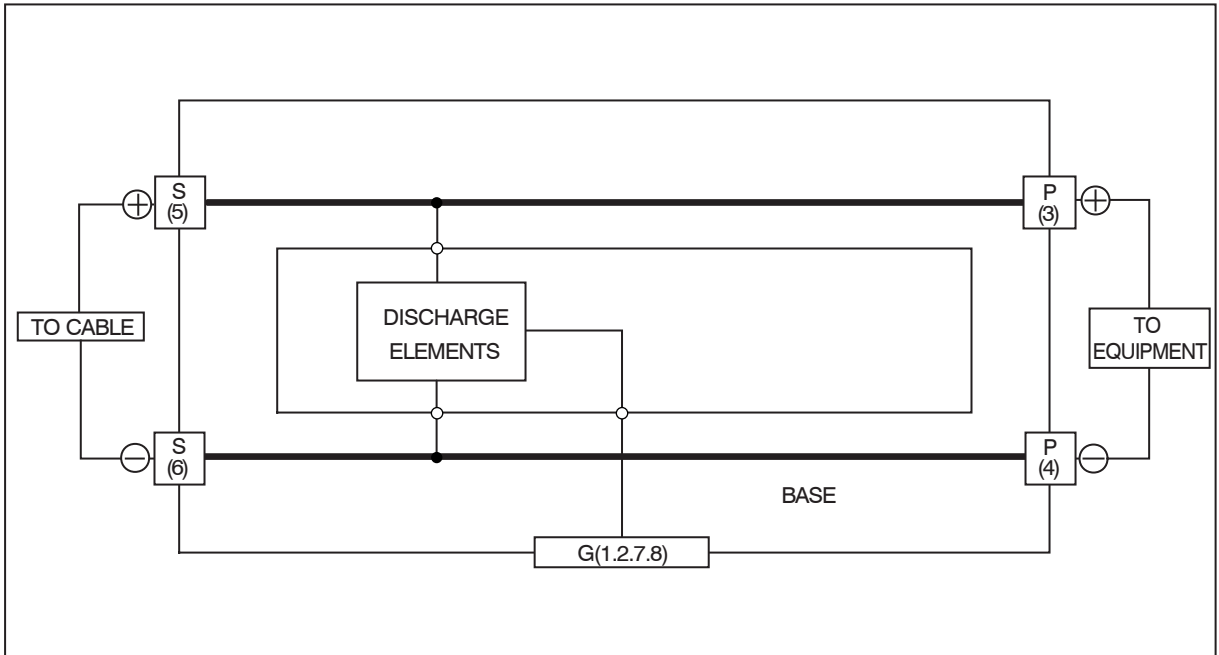 S
(5)
P
(3)
+
+
DISCHARGE
ELEMENTS
TO CABLE
TO
EQUIPMENT
S
(6)
P
(4)
−
−
BASE
G(1.2.7.8)